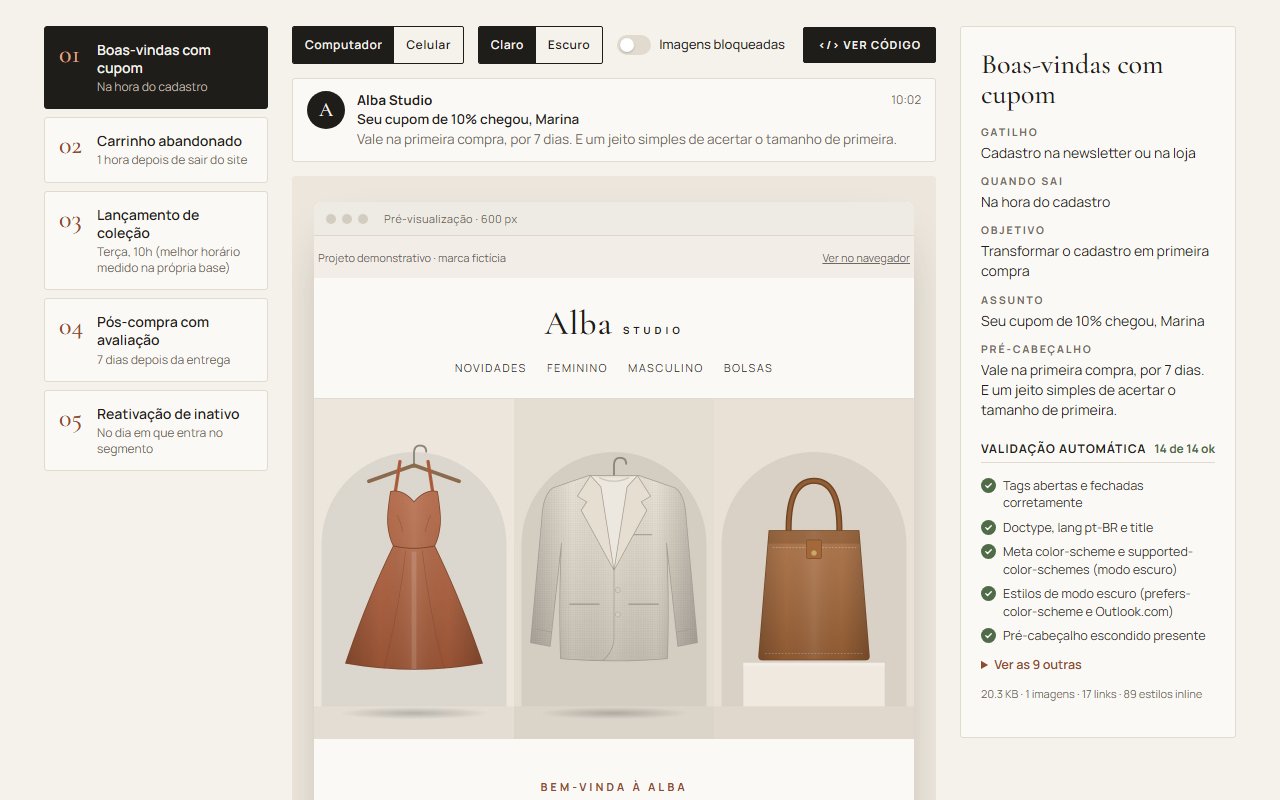 01
Boas-vindas com
cupom
Na hora do cadastro
02
Carrinho abandonado
1 hora depois de sair do site
03
Lançamento de
coleção
Terça, 10h (melhor horário
medido na própria base)
04
Pós-compra com
avaliação
7 dias depois da entrega
05
Reativação de inativo
No dia em que entra no
segmento
Computador Celular Claro Escuro Imagens bloqueadas </> VER CÓDIGO
A
Alba Studio 10:02
Seu cupom de 10% chegou, Marina
Vale na primeira compra, por 7 dias. E um jeito simples de acertar o tamanho de primeira.
Pré-visualização · 600 px
Projeto demonstrativo · marca fictícia Ver no navegador
Alba STUDIO
NOVIDADES FEMININO MASCULINO BOLSAS
BEM-VINDA À ALBA
Boas-vindas com
cupom
GATILHO
Cadastro na newsletter ou na loja
QUANDO SAI
Na hora do cadastro
OBJETIVO
Transformar o cadastro em primeira
compra
ASSUNTO
Seu cupom de 10% chegou, Marina
PRÉ-CABEÇALHO
Vale na primeira compra, por 7 dias.
E um jeito simples de acertar o
tamanho de primeira.
VALIDAÇÃO AUTOMÁTICA 14 de 14 ok
Tags abertas e fechadas
corretamente
Doctype, lang pt-BR e title
Meta color-scheme e supported-
color-schemes (modo escuro)
Estilos de modo escuro (prefers-
color-scheme e Outlook.com)
Pré-cabeçalho escondido presente
Ver as 9 outras
20.3 KB · 1 imagens · 17 links · 89 estilos inline